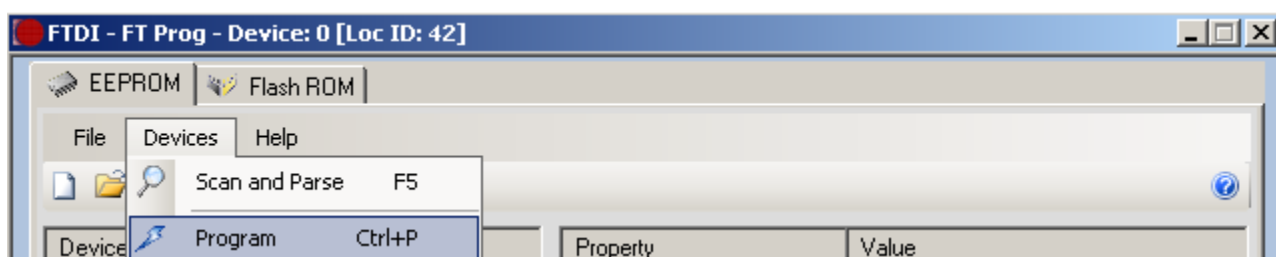 FTDI - FT Prog - Device: 0 [Loc ID: 42]
EEPROM Flash ROM
File Devices Help
Scan and Parse F5
Program Ctrl+P
Device Property Value